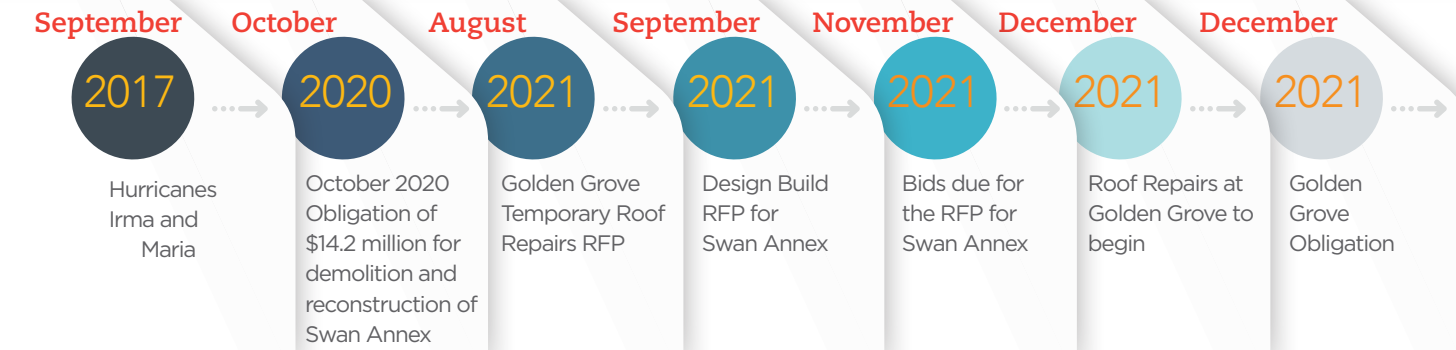 September
2017
Hurricanes
Irma and
Maria
October
2020
October 2020
Obligation of
$14.2 million for
demolition and
reconstruction of
Swan Annex
August
2021
Golden Grove
Temporary Roof
Repairs RFP
September
2021
Design Build
RFP for
Swan Annex
November
2021
Bids due for
the RFP for
Swan Annex
December
2021
Roof Repairs at
Golden Grove to
begin
December
2021
Golden
Grove
Obligation